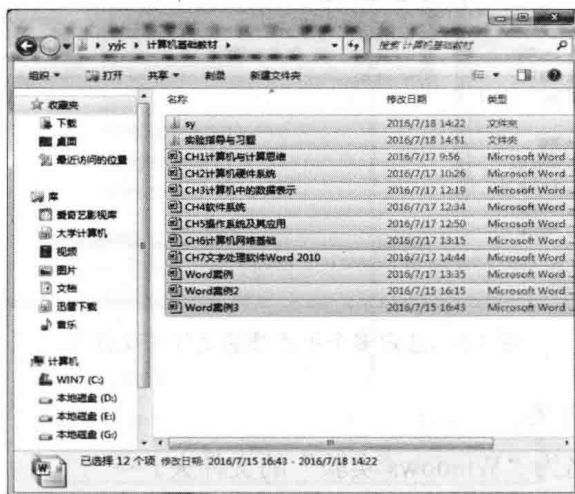 yyjc ▸ 计算机基础教材 ▸
搜索 计算机基础教材
组织 打开 共享 刻录 新建文件夹
收藏夹
下载
桌面
最近访问的位置
库
爱奇艺影视库
大学计算机
视频
图片
文档
迅雷下载
音乐
计算机
WIN7 (C:)
本地磁盘 (D:)
本地磁盘 (E:)
本地磁盘 (G:)
名称 修改日期 类型
sy 2016/7/18 14:22 文件夹
实验指导与习题 2016/7/18 14:51 文件夹
CH1计算机与计算思维 2016/7/17 9:56 Microsoft Word ..
CH2计算机硬件系统 2016/7/17 10:26 Microsoft Word ..
CH3计算机中的数据表示 2016/7/17 12:19 Microsoft Word ..
CH4软件系统 2016/7/17 12:34 Microsoft Word ..
CH5操作系统及其应用 2016/7/17 12:50 Microsoft Word ..
CH6计算机网络基础 2016/7/17 13:15 Microsoft Word ..
CH7文字处理软件Word 2010 2016/7/17 14:44 Microsoft Word ..
Word案例 2016/7/17 13:35 Microsoft Word ..
Word案例2 2016/7/15 16:15 Microsoft Word ..
Word案例3 2016/7/15 16:43 Microsoft Word ..
已选择 12 个项 修改日期: 2016/7/15 16:43 - 2016/7/18 14:22